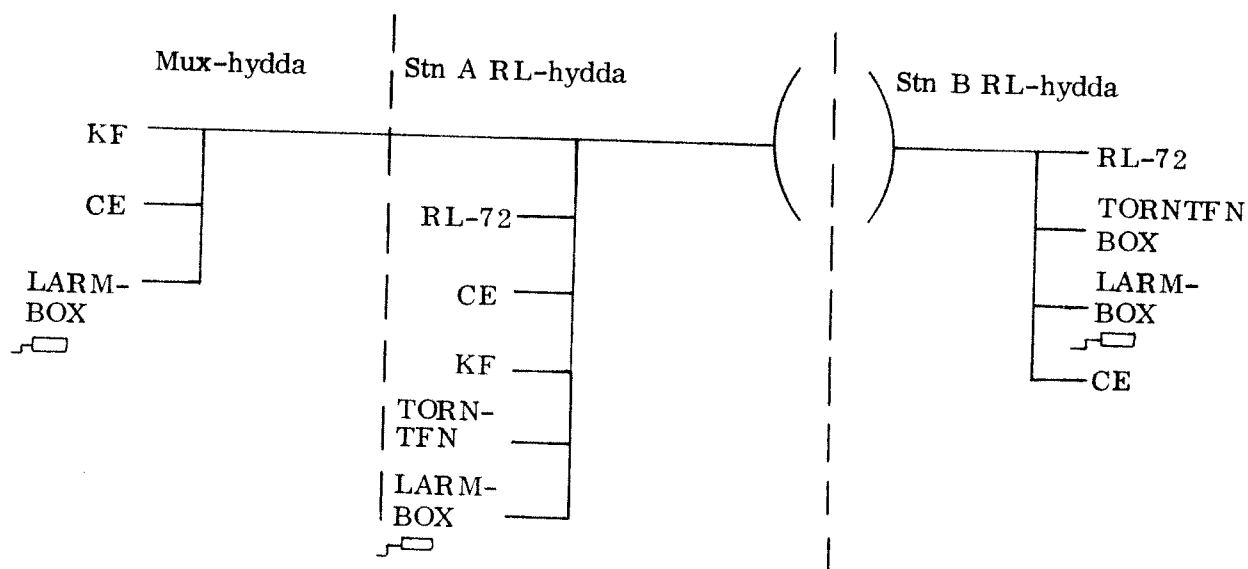 Mux-hydda
KF
CE
LARM-
BOX
Stn A RL-hydda
RL-72
CE
KF
TORN-
TFN
LARM-
BOX
Stn B RL-hydda
RL-72
TORNTFN
BOX
LARM-
BOX
CE